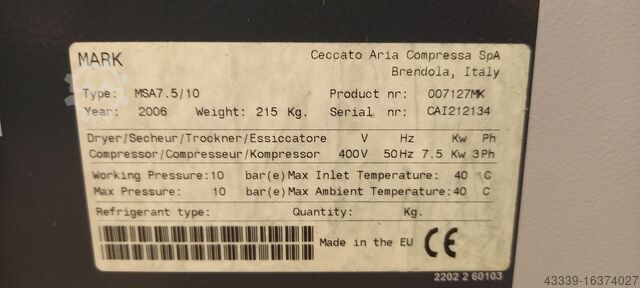 MARK Ceccato Aria Compressa SpA
Brendola, Italy
Type: MSA7.5/10 Product nr: 007127MK
Year: 2006 Weight: 215 Kg. Serial nr: CAI212134
Dryer/Secheur/Trockner/Essiccatore V Hz Kw Ph
Compressor/Compresseur/Kompressor 400V 50Hz 7.5 Kw 3Ph
Working Pressure:10 bar(e) Max Inlet Temperature: 40 C
Max Pressure: 10 bar(e) Max Ambient Temperature: 40 C
Refrigerant type: Quantity: Kg.
Made in the EU CE
2202 2 60103
43339-16374027